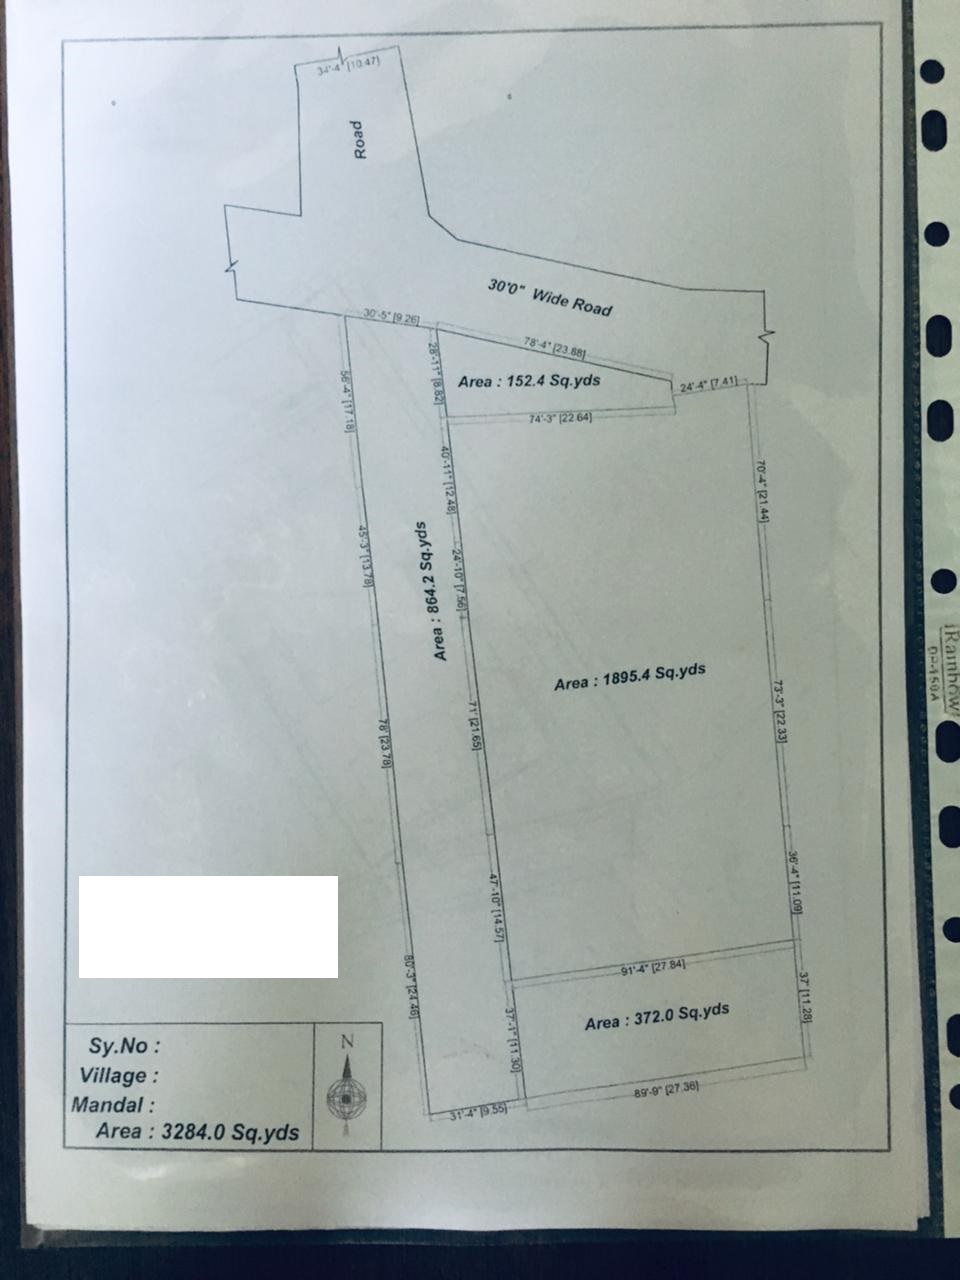 34'-4" [10.47]
Road
30'0" Wide Road
30'-5" [9.26]
78'-4" [23.88]
24'-4" [7.41]
28'-11" [8.82]
Area : 152.4 Sq.yds
74'-3" [22.64]
56'-4" [17.18]
40'-11" [12.48]
70'-4" [21.44]
45'-3" [13.78]
Area : 864.2 Sq.yds
24'-10" [7.56]
Area : 1895.4 Sq.yds
78' [23.78]
71' [21.65]
73'-3" [22.33]
47'-10" [14.57]
36'-4" [11.09]
91'-4" [27.84]
80'-3" [24.46]
37'-1" [11.30]
Area : 372.0 Sq.yds
37' [11.28]
89'-9" [27.36]
31'-4" [9.55]
N
Sy.No :
Village :
Mandal :
Area : 3284.0 Sq.yds
Rainbow